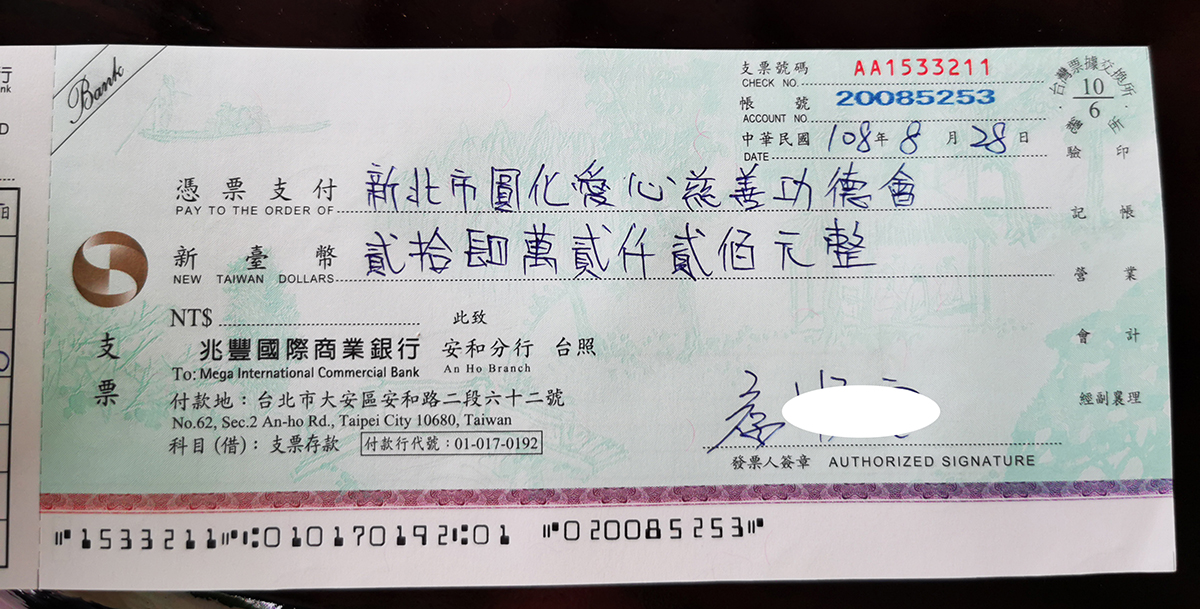 Bank
支票號碼 AA1533211
CHECK NO.
帳號 20085253
ACCOUNT NO.
中華民國 108年 8月 28日
DATE
台灣票據交換所
10
6
憑票支付 新北市圓化愛心慈善功德會
PAY TO THE ORDER OF
新臺幣 貳拾肆萬貳仟貳佰元整
NEW TAIWAN DOLLARS
NT$ 此致
兆豐國際商業銀行 安和分行 台照
To: Mega International Commercial Bank An Ho Branch
付款地：台北市大安區安和路二段六十二號
No.62, Sec.2 An-ho Rd., Taipei City 10680, Taiwan
科目(借)：支票存款 付款行代號：01-017-0192
支票
驗印
記帳
營業
會計
經副襄理
發票人簽章 AUTHORIZED SIGNATURE
⑈1533211⑈⑆010170192⑆01 ⑈020085253⑈